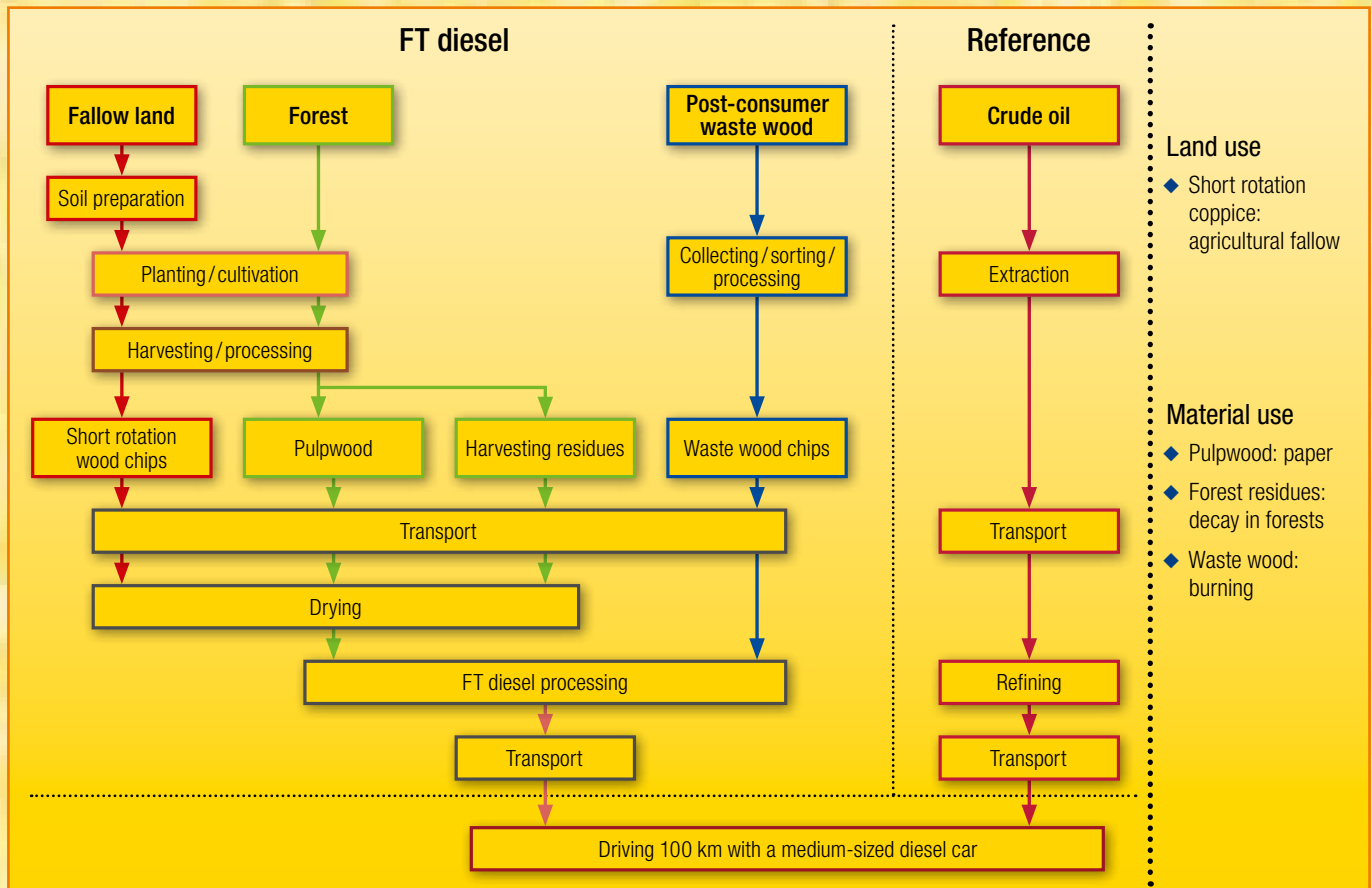 FT diesel
Reference
Fallow land
Forest
Post-consumer
waste wood
Crude oil
Soil preparation
Planting / cultivation
Collecting / sorting /
processing
Extraction
Harvesting / processing
Short rotation
wood chips
Pulpwood
Harvesting residues
Waste wood chips
Transport
Transport
Drying
FT diesel processing
Refining
Transport
Transport
Driving 100 km with a medium-sized diesel car
Land use
◆ Short rotation
coppice:
agricultural fallow
Material use
◆ Pulpwood: paper
◆ Forest residues:
decay in forests
◆ Waste wood:
burning